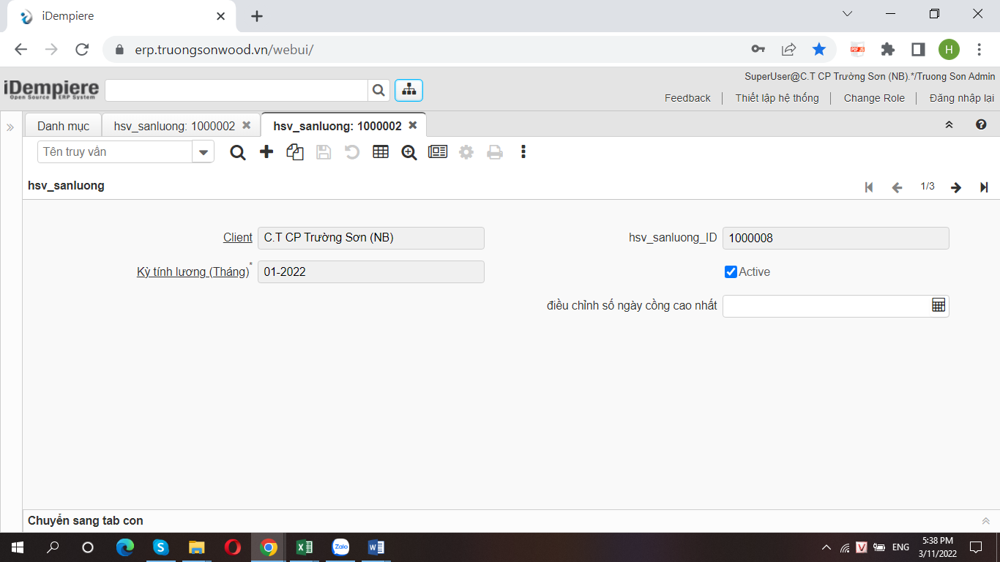 iDempiere
erp.truongsonwood.vn/webui/
H
SuperUser@C.T CP Trường Sơn (NB).*/Truong Son Admin
iDempiere
Open Source ERP System
Feedback
Thiết lập hệ thống
Change Role
Đăng nhập lại
Danh mục
hsv_sanluong: 1000002
hsv_sanluong: 1000002
Tên truy vấn
hsv_sanluong
1/3
Client
C.T CP Trường Sơn (NB)
hsv_sanluong_ID
1000008
Kỳ tính lương (Tháng)*
01-2022
Active
điều chỉnh số ngày cồng cao nhất
Chuyển sang tab con
Zalo
ENG
5:38 PM
3/11/2022